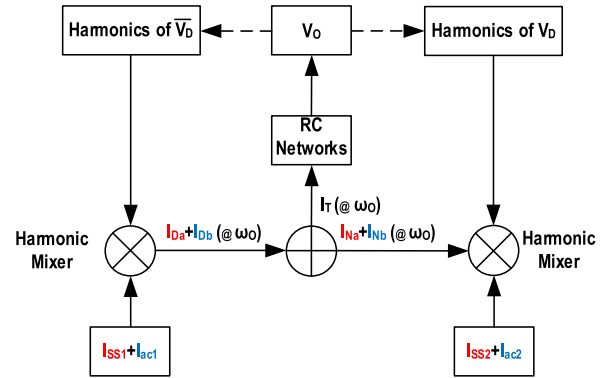 Harmonics of V̅D̅
VO
Harmonics of VD
RC
Networks
IT (@ ωO)
IDa+IDb (@ ωO)
INa+INb (@ ωO)
Harmonic
Mixer
Harmonic
Mixer
ISS1+Iac1
ISS2+Iac2